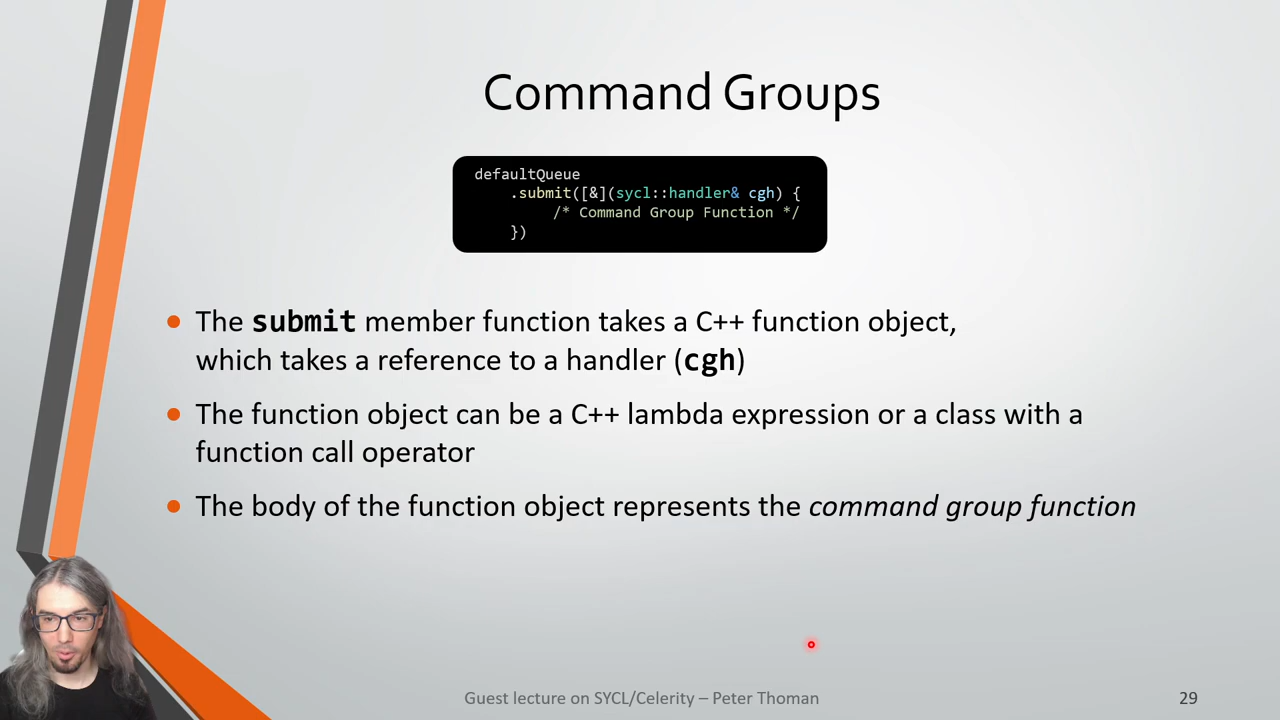 Command Groups
defaultQueue
.submit([&](sycl::handler& cgh) {
/* Command Group Function */
})
The submit member function takes a C++ function object,
which takes a reference to a handler (cgh)
The function object can be a C++ lambda expression or a class with a
function call operator
The body of the function object represents the command group function
Guest lecture on SYCL/Celerity – Peter Thoman
29